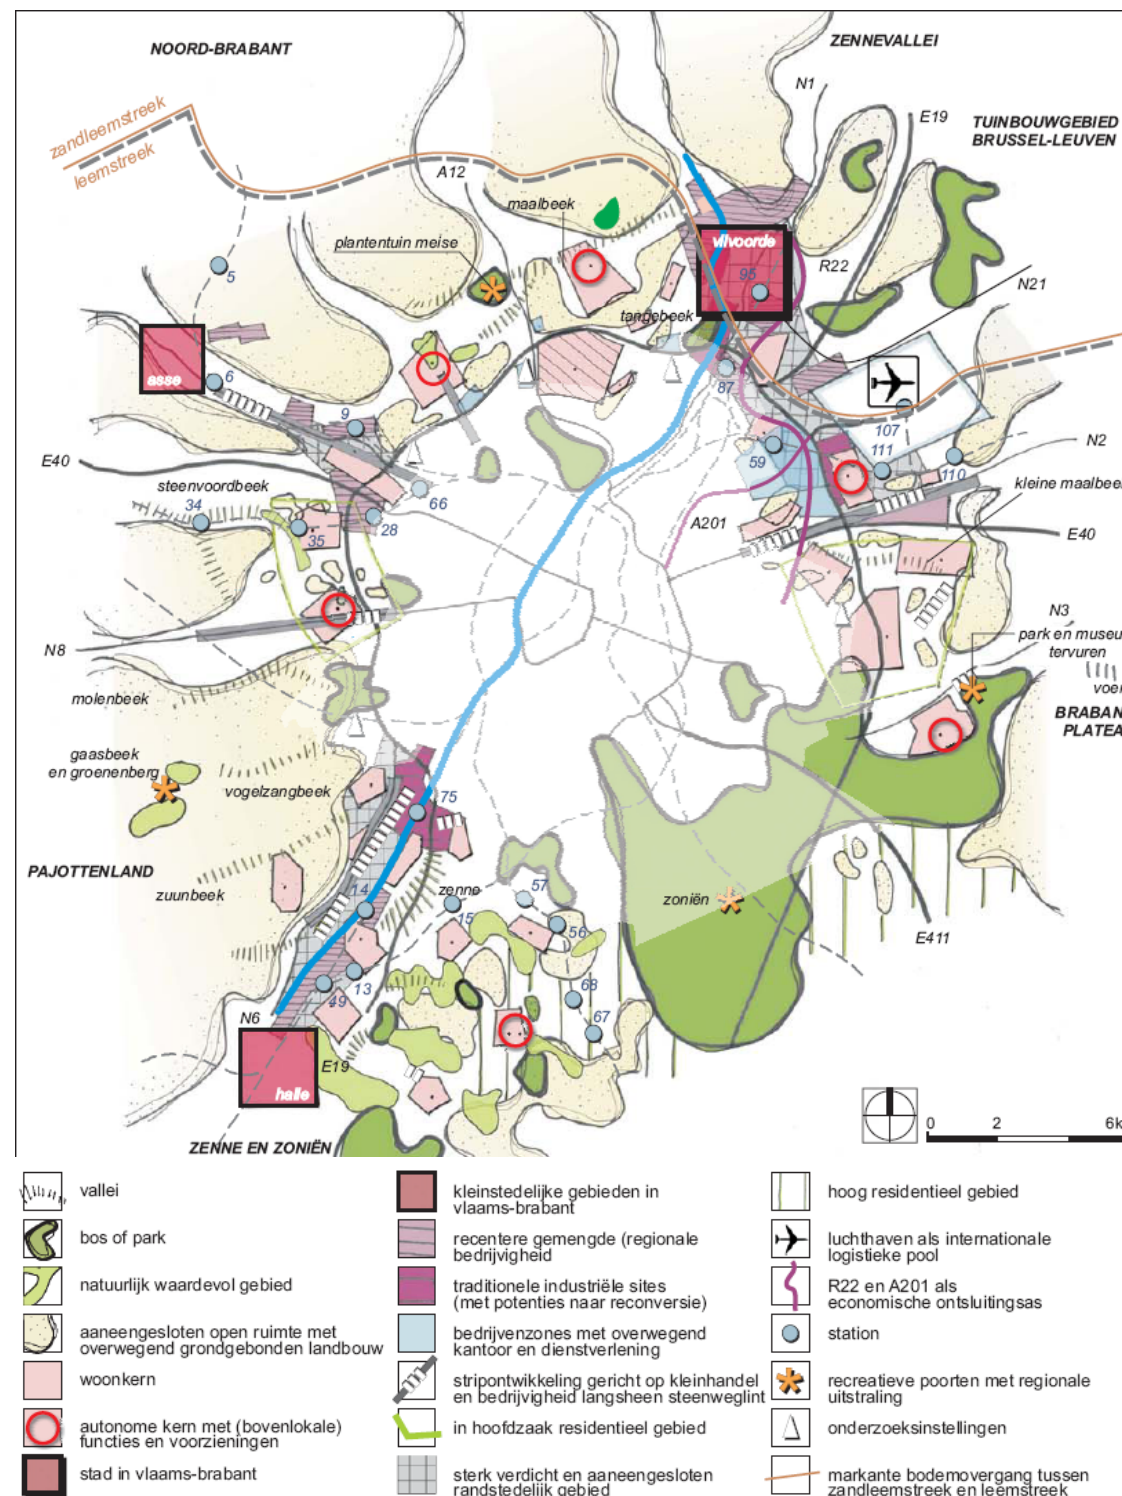 NOORD-BRABANT
ZENNEVALLEI
N1
E19
TUINBOUWGEBIED
BRUSSEL-LEUVEN
zandleemstreek
leemstreek
A12
maalbeek
plantentuin meise
vilvoorde
R22
5
95
N21
tangebeek
asse
6
87
9
107
N2
E40
59
111
110
steenvoordbeek
66
kleine maalbeek
34
28
A201
35
E40
N3
N8
park en museum
tervuren
molenbeek
voer
gaasbeek
en groenenberg
vogelzangbeek
75
PAJOTTENLAND
zuunbeek
14
zenne
57
zoniën
15
56
E411
13
68
49
67
N6
E19
halle
ZENNE EN ZONIËN
0 2 6k
vallei
bos of park
natuurlijk waardevol gebied
aaneengesloten open ruimte met
overwegend grondgebonden landbouw
woonkern
autonome kern met (bovenlokale)
functies en voorzieningen
stad in vlaams-brabant
kleinstedelijke gebieden in
vlaams-brabant
recentere gemengde (regionale
bedrijvigheid
traditionele industriële sites
(met potenties naar reconversie)
bedrijvenzones met overwegend
kantoor en dienstverlening
stripontwikkeling gericht op kleinhandel
en bedrijvigheid langsheen steenweglint
in hoofdzaak residentieel gebied
sterk verdicht en aaneengesloten
randstedelijk gebied
hoog residentieel gebied
luchthaven als internationale
logistieke pool
R22 en A201 als
economische ontsluitingsas
station
recreatieve poorten met regionale
uitstraling
onderzoeksinstellingen
markante bodemovergang tussen
zandleemstreek en leemstreek